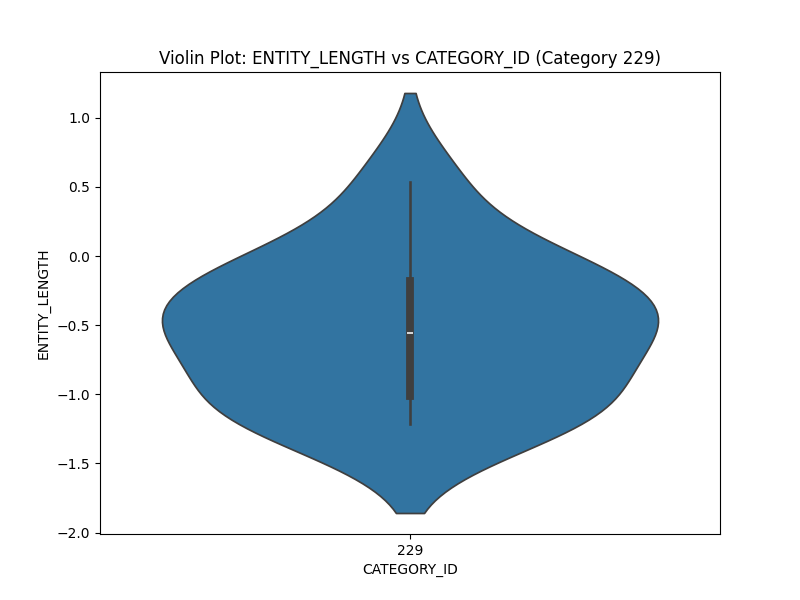 Violin Plot: ENTITY_LENGTH vs CATEGORY_ID (Category 229)
1.0
0.5
0.0
−0.5
−1.0
−1.5
−2.0
ENTITY_LENGTH
229
CATEGORY_ID